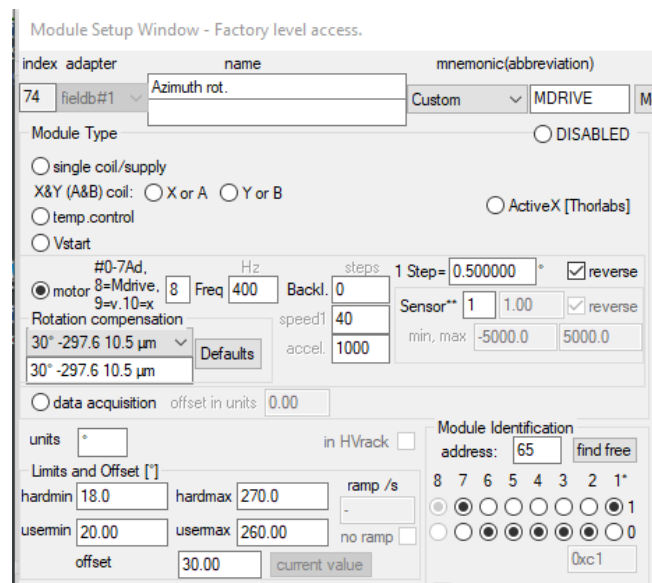 Module Setup Window - Factory level access.
index adapter name mnemonic(abbreviation)
74 fieldb#1 Azimuth rot. Custom MDRIVE M
Module Type DISABLED
single coil/supply
X&Y (A&B) coil: X or A Y or B
ActiveX [Thorlabs]
temp.control
Vstart
#0-7Ad, Hz steps 1 Step= 0.500000 ° reverse
motor 8=Mdrive, 8 Freq 400 Backl. 0
9=v.10=x Sensor** 1 1.00 reverse
Rotation compensation speed1 40
30° -297.6 10.5 µm Defaults accel. 1000 min, max -5000.0 5000.0
30° -297.6 10.5 µm
data acquisition offset in units 0.00
Module Identification
units ° in HVrack address: 65 find free
Limits and Offset [°] 8 7 6 5 4 3 2 1*
hardmin 18.0 hardmax 270.0 ramp /s - 1
usermin 20.00 usermax 260.00 no ramp 0
offset 30.00 current value 0xc1